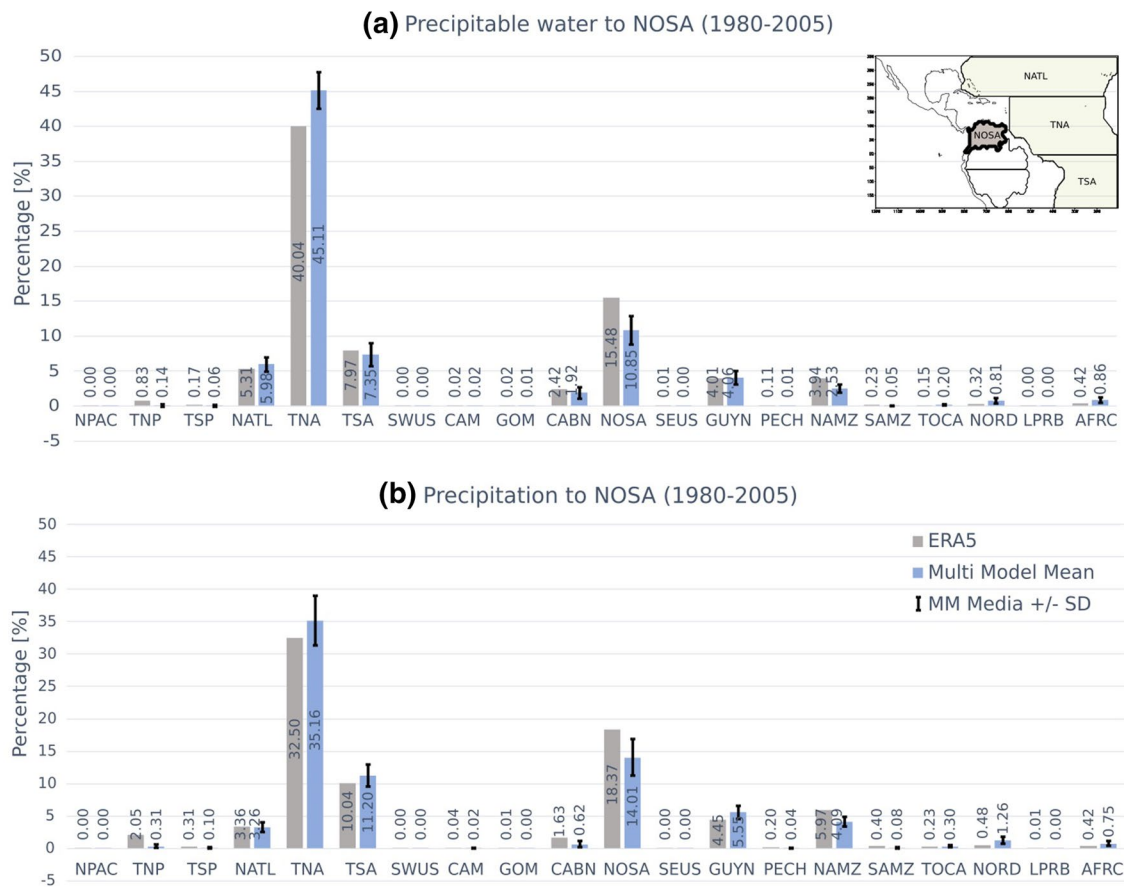 (a) Precipitable water to NOSA (1980-2005)
50
45
40
35
30
25
20
15
10
5
0
-5
Percentage [%]
NATL
TNA
NOSA
TSA
0.00 0.00 0.83 0.14 0.17 0.06 5.31 5.98 40.04 45.11 7.97 7.35 0.00 0.00 0.02 0.02 0.02 0.01 2.42 1.92 15.48 10.85 0.01 0.00 4.01 4.06 0.11 0.01 3.94 2.53 0.23 0.05 0.15 0.20 0.32 0.81 0.00 0.00 0.42 0.86
NPAC TNP TSP NATL TNA TSA SWUS CAM GOM CABN NOSA SEUS GUYN PECH NAMZ SAMZ TOCA NORD LPRB AFRC
(b) Precipitation to NOSA (1980-2005)
50
45
40
35
30
25
20
15
10
5
0
-5
Percentage [%]
ERA5
Multi Model Mean
MM Media +/- SD
0.00 0.00 2.05 0.31 0.31 0.10 3.36 3.26 32.50 35.16 10.04 11.20 0.00 0.00 0.04 0.02 0.01 0.00 1.63 0.62 18.37 14.01 0.00 0.00 4.45 5.53 0.20 0.04 5.97 4.09 0.40 0.08 0.23 0.30 0.48 1.26 0.01 0.00 0.42 0.75
NPAC TNP TSP NATL TNA TSA SWUS CAM GOM CABN NOSA SEUS GUYN PECH NAMZ SAMZ TOCA NORD LPRB AFRC